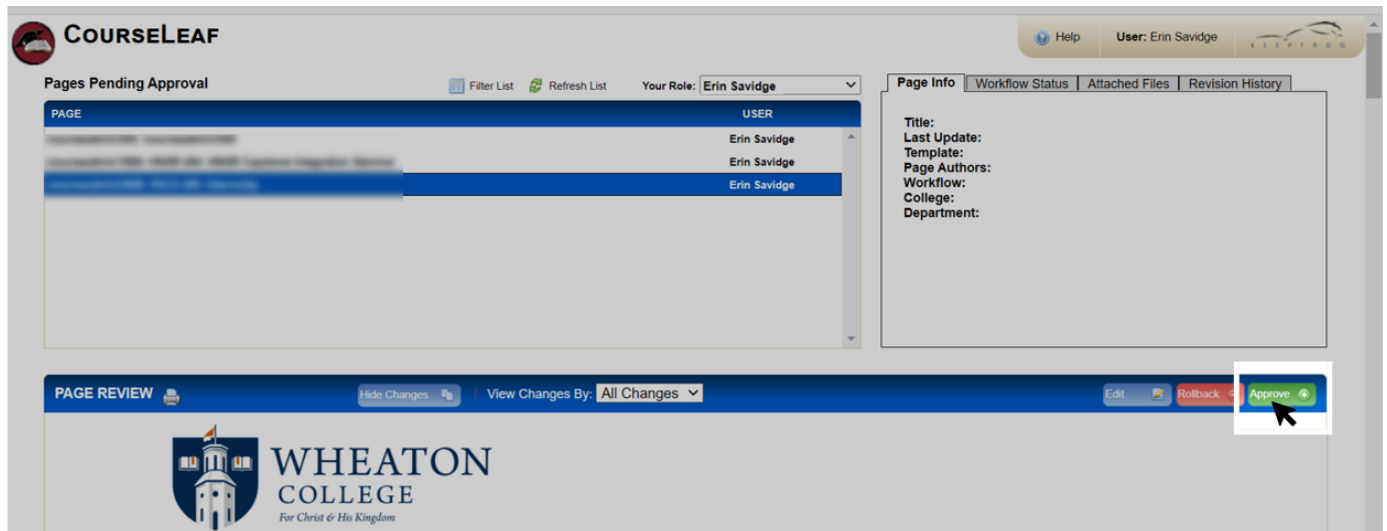 COURSELEAF
Help User: Erin Savidge LEEPFROG
Pages Pending Approval Filter List Refresh List Your Role: Erin Savidge
PAGE USER
Erin Savidge
Erin Savidge
Erin Savidge
Page Info Workflow Status Attached Files Revision History
Title:
Last Update:
Template:
Page Authors:
Workflow:
College:
Department:
PAGE REVIEW Hide Changes View Changes By: All Changes Edit Rollback Approve
WHEATON
COLLEGE
For Christ & His Kingdom